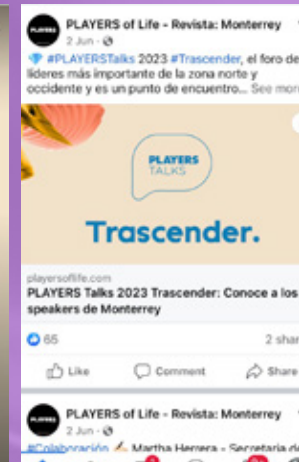 PLAYERS of Life - Revista: Monterrey
2 Jun ·
#PLAYERSTalks 2023 #Trascender, el foro de
líderes más importante de la zona norte y
occidente y es un punto de encuentro... See mor
PLAYERS
TALKS
Trascender.
playersoflife.com
PLAYERS Talks 2023 Trascender: Conoce a los
speakers de Monterrey
65
2 shar
Like
Comment
Share
PLAYERS of Life - Revista: Monterrey
2 Jun ·
#Colaboración Martha Herrera - Secretaria de